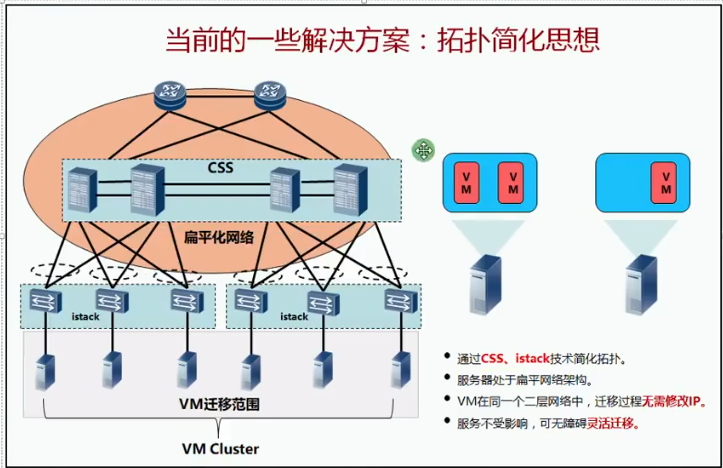 当前的一些解决方案：拓扑简化思想
CSS
扁平化网络
istack
istack
VM迁移范围
VM Cluster
V
M
V
M
V
M
• 通过CSS、istack技术简化拓扑。
• 服务器处于扁平网络架构。
• VM在同一个二层网络中，迁移过程无需修改IP。
• 服务不受影响，可无障碍灵活迁移。